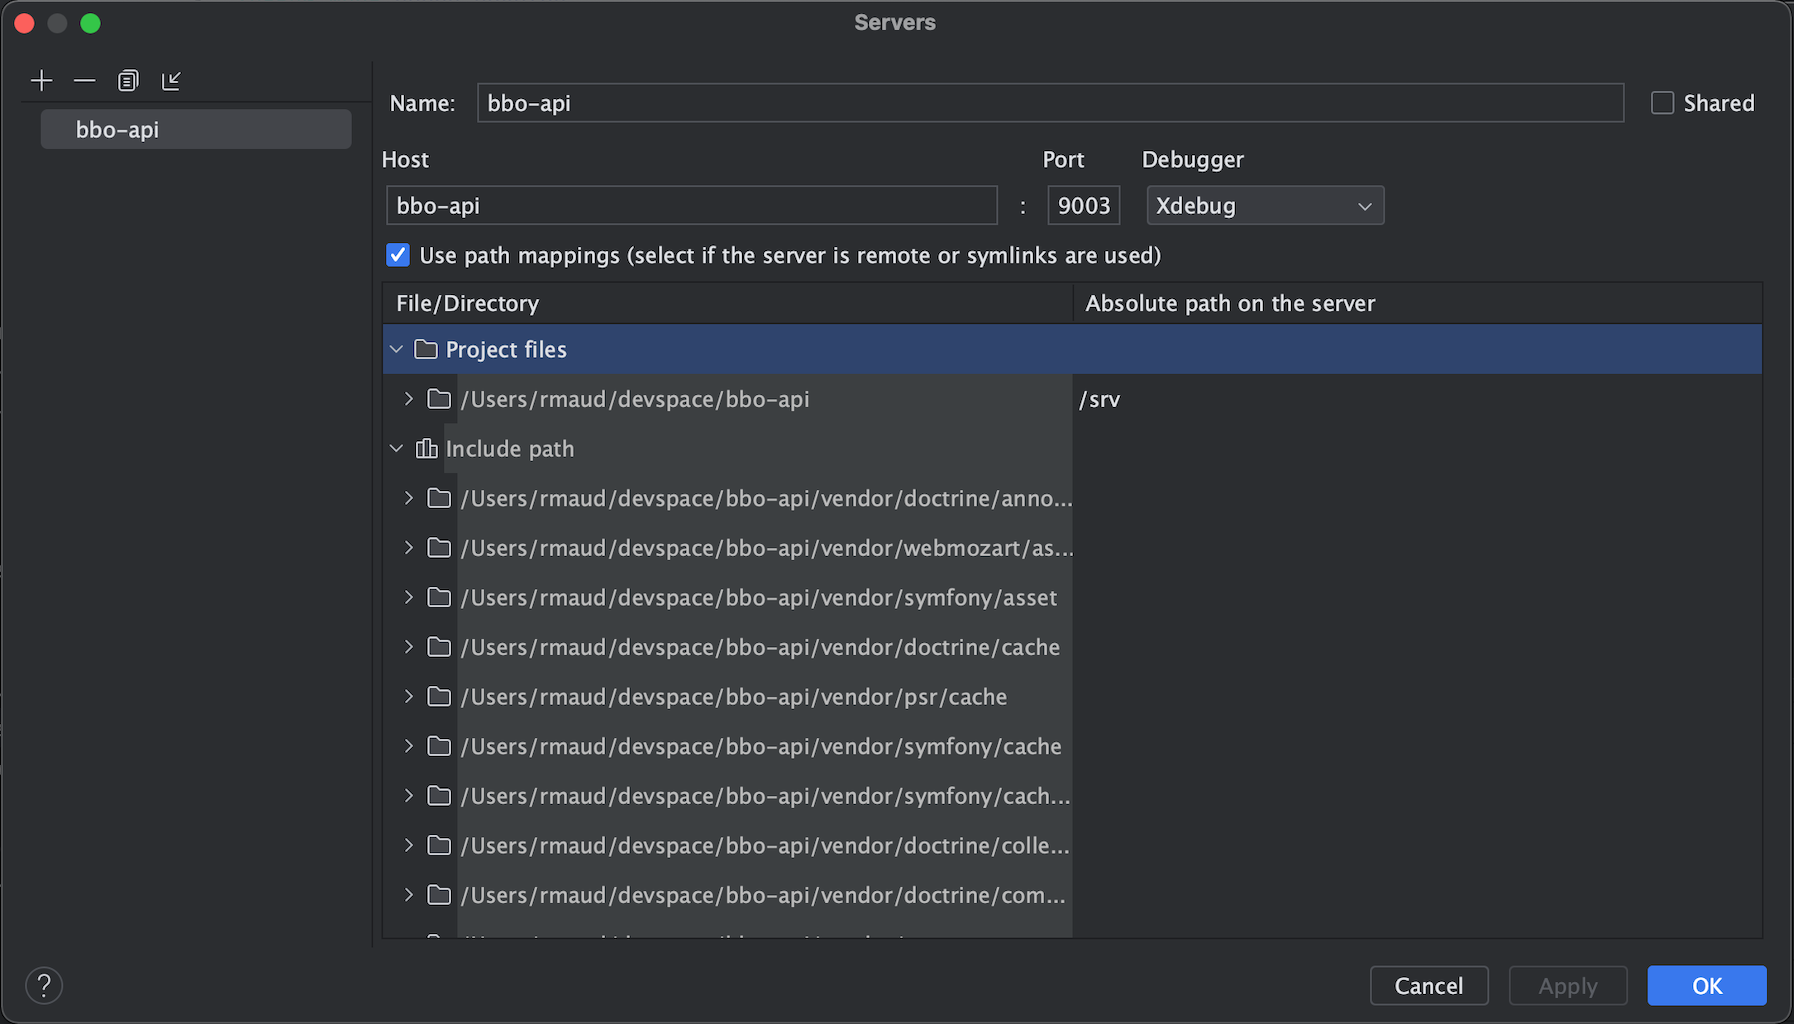 Servers
bbo-api
Name: bbo-api Shared
Host Port Debugger
bbo-api : 9003 Xdebug
Use path mappings (select if the server is remote or symlinks are used)
File/Directory Absolute path on the server
Project files
/Users/rmaud/devspace/bbo-api /srv
Include path
/Users/rmaud/devspace/bbo-api/vendor/doctrine/anno...
/Users/rmaud/devspace/bbo-api/vendor/webmozart/as...
/Users/rmaud/devspace/bbo-api/vendor/symfony/asset
/Users/rmaud/devspace/bbo-api/vendor/doctrine/cache
/Users/rmaud/devspace/bbo-api/vendor/psr/cache
/Users/rmaud/devspace/bbo-api/vendor/symfony/cache
/Users/rmaud/devspace/bbo-api/vendor/symfony/cach...
/Users/rmaud/devspace/bbo-api/vendor/doctrine/colle...
/Users/rmaud/devspace/bbo-api/vendor/doctrine/com...
? Cancel Apply OK